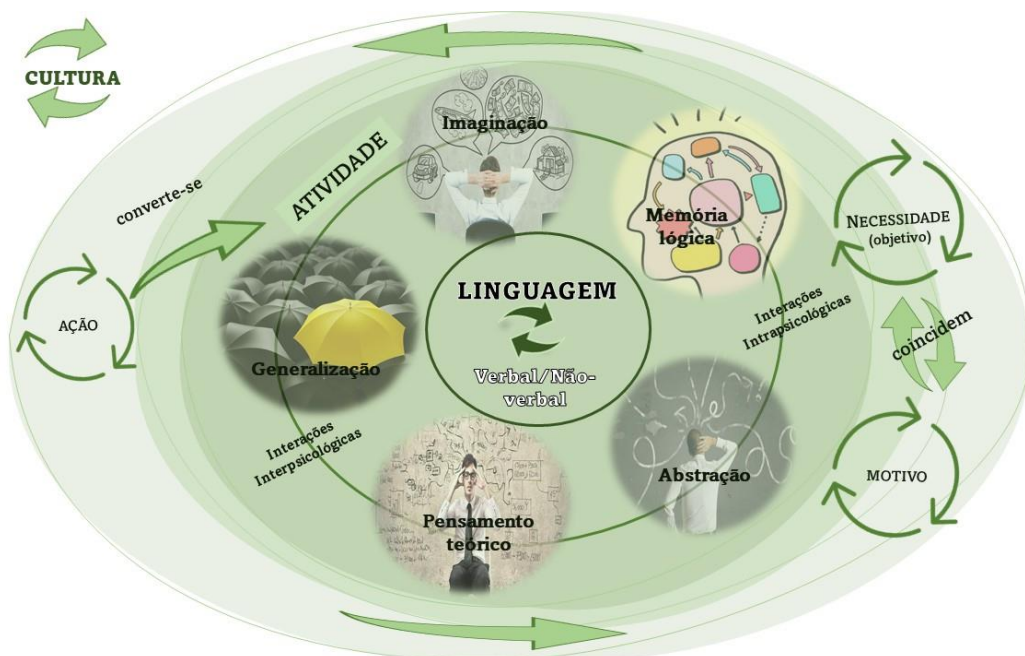 CULTURA
Imaginação
ATIVIDADE
converte-se
Memória
lógica
NECESSIDADE
(objetivo)
LINGUAGEM
Verbal/Não-
verbal
Interações
Intrapsicológicas
AÇÃO
coincidem
Generalização
Interações
Interpsicológicas
Abstração
MOTIVO
Pensamento
teórico